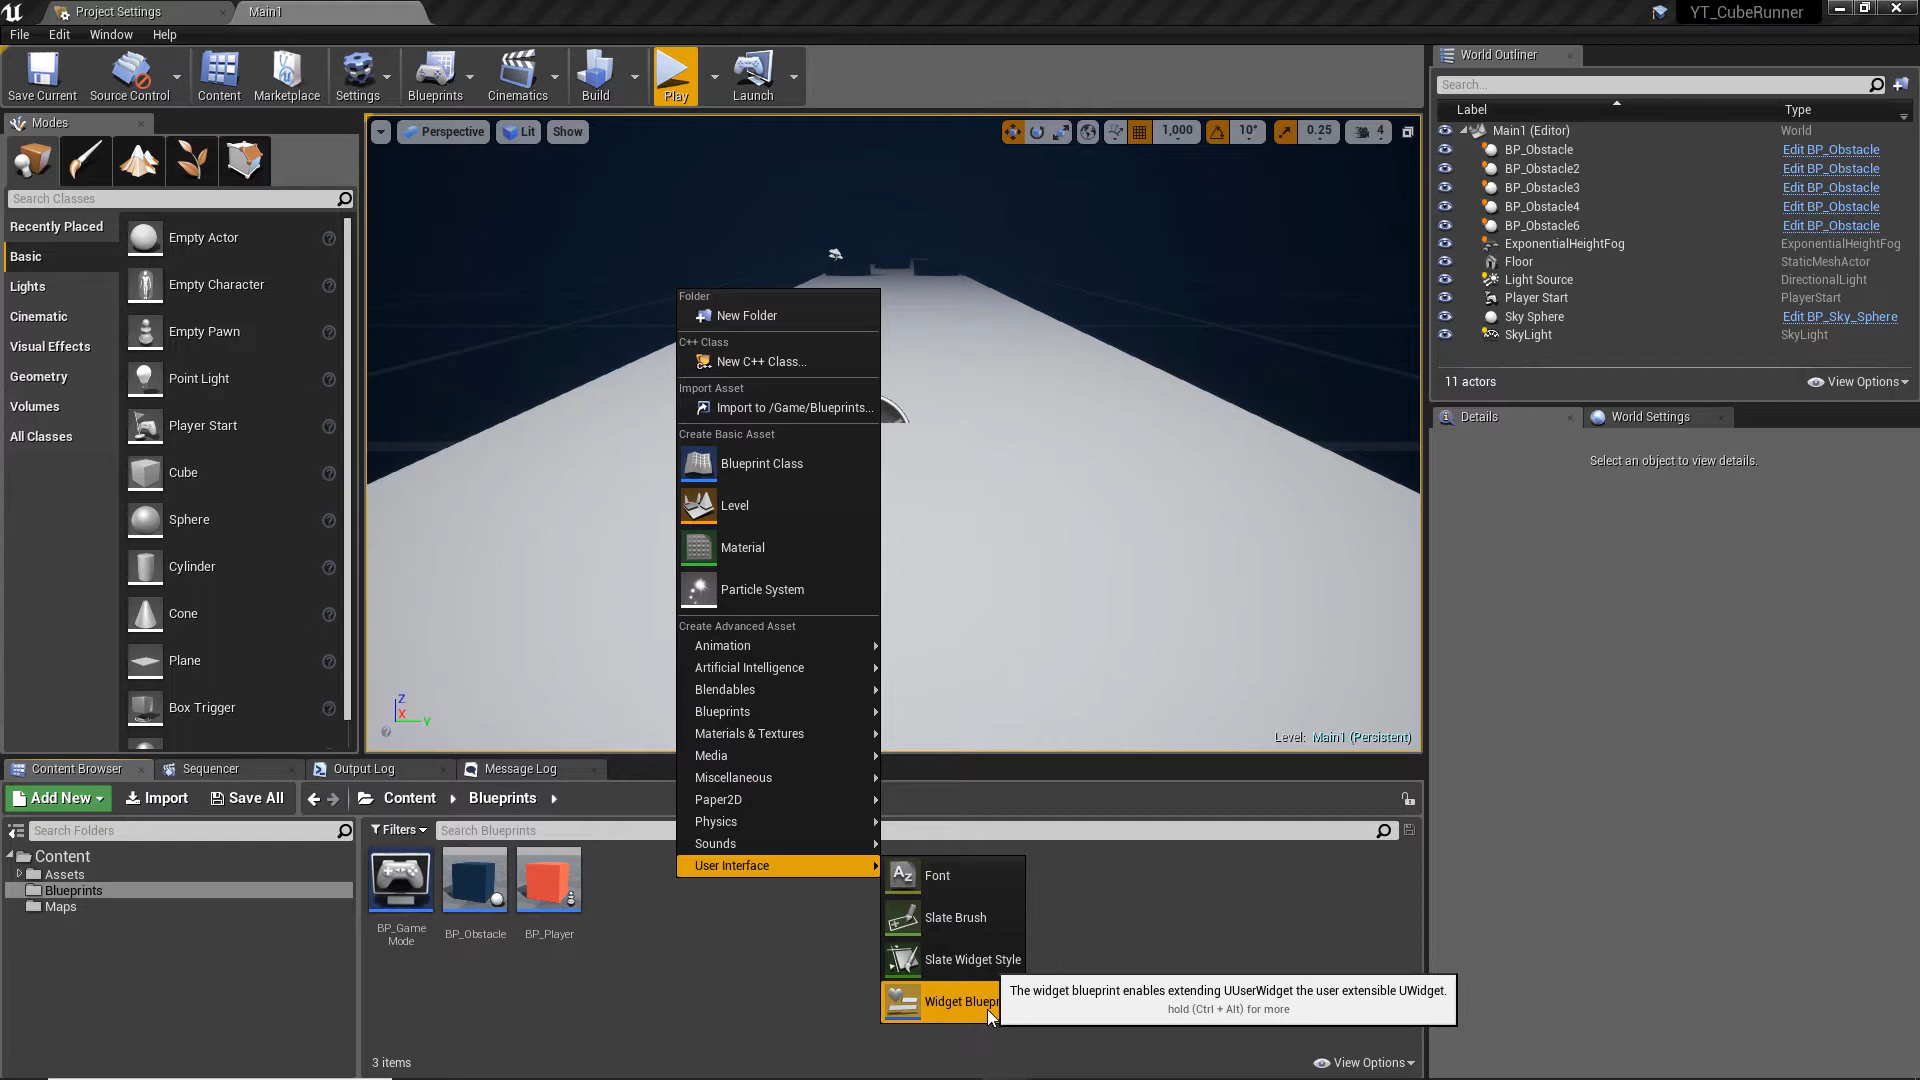 Project Settings
Main1
YT_CubeRunner
File Edit Window Help
Save Current
Source Control
Content
Marketplace
Settings
Blueprints
Cinematics
Build
Play
Launch
Modes
Search Classes
Recently Placed
Basic
Lights
Cinematic
Visual Effects
Geometry
Volumes
All Classes
Empty Actor
Empty Character
Empty Pawn
Point Light
Player Start
Cube
Sphere
Cylinder
Cone
Plane
Box Trigger
Perspective
Lit
Show
1,000
10°
0.25
4
Folder
New Folder
C++ Class
New C++ Class...
Import Asset
Import to /Game/Blueprints...
Create Basic Asset
Blueprint Class
Level
Material
Particle System
Create Advanced Asset
Animation
Artificial Intelligence
Blendables
Blueprints
Materials & Textures
Media
Miscellaneous
Paper2D
Physics
Sounds
User Interface
Font
Slate Brush
Slate Widget Style
Widget Bluepr
The widget blueprint enables extending UUserWidget the user extensible UWidget.
hold (Ctrl + Alt) for more
Z
X
Y
Level: Main1 (Persistent)
World Outliner
Search...
Label Type
Main1 (Editor) World
BP_Obstacle Edit BP_Obstacle
BP_Obstacle2 Edit BP_Obstacle
BP_Obstacle3 Edit BP_Obstacle
BP_Obstacle4 Edit BP_Obstacle
BP_Obstacle6 Edit BP_Obstacle
ExponentialHeightFog ExponentialHeightFog
Floor StaticMeshActor
Light Source DirectionalLight
Player Start PlayerStart
Sky Sphere Edit BP_Sky_Sphere
SkyLight SkyLight
11 actors
View Options
Details
World Settings
Select an object to view details.
Content Browser
Sequencer
Output Log
Message Log
Add New
Import
Save All
Content
Blueprints
Search Folders
Filters
Search Blueprints
Content
Assets
Blueprints
Maps
BP_Game
Mode
BP_Obstacle
BP_Player
3 items
View Options